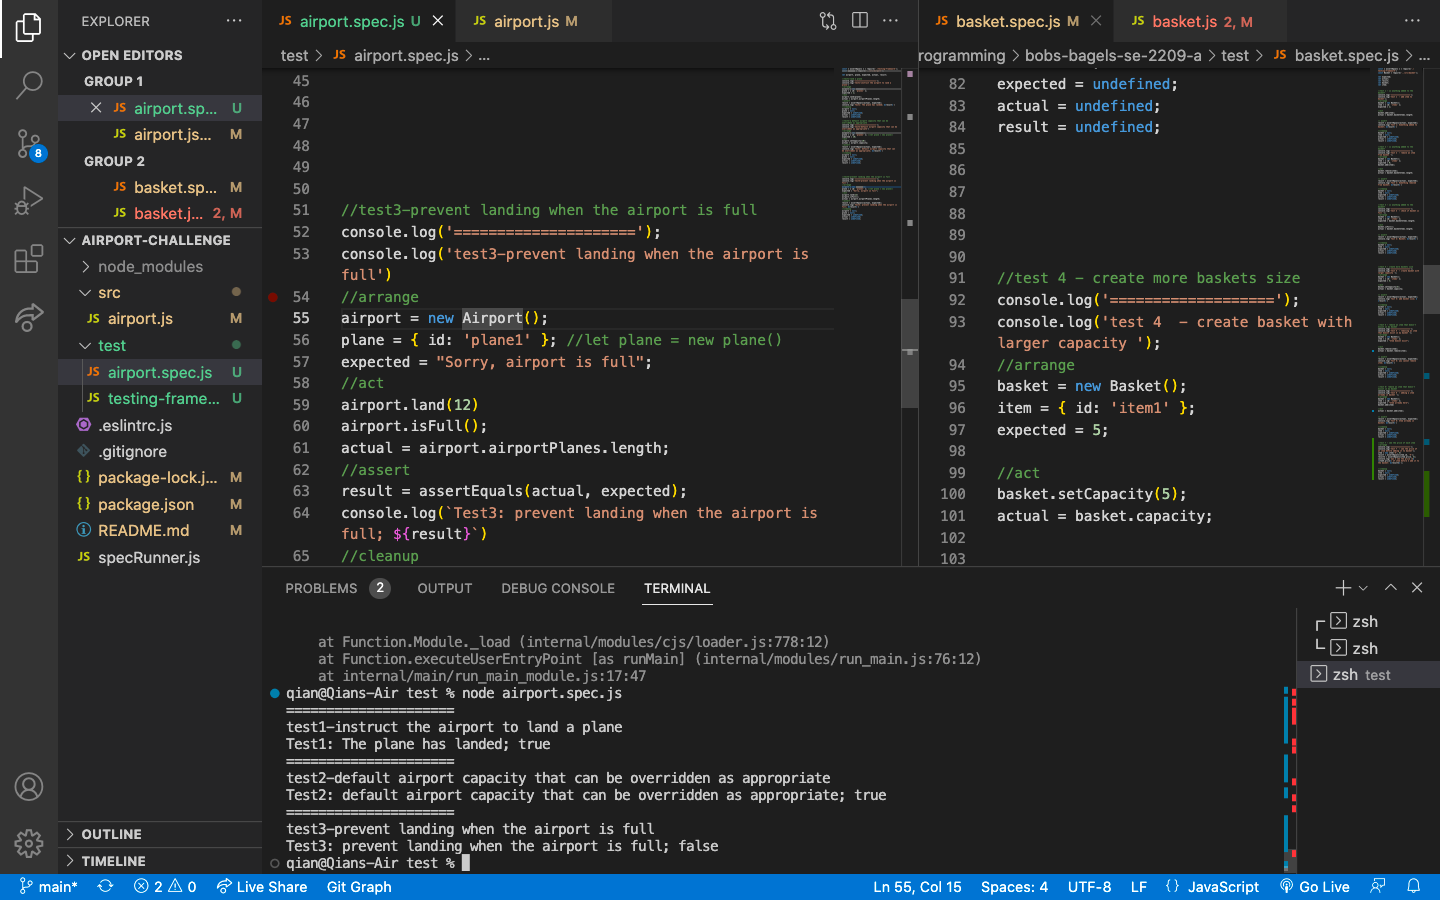 EXPLORER
OPEN EDITORS
GROUP 1
JS airport.sp... U
JS airport.js... M
GROUP 2
JS basket.sp... M
JS basket.j... 2, M
AIRPORT-CHALLENGE
node_modules
src
JS airport.js M
test
JS airport.spec.js U
JS testing-frame... U
.eslintrc.js
.gitignore
{} package-lock.j... M
{} package.json M
README.md M
JS specRunner.js
OUTLINE
TIMELINE
8
JS airport.spec.js U
JS airport.js M
test > JS airport.spec.js > ...
45
46
47
48
49
50
51 //test3-prevent landing when the airport is full
52 console.log('=====================');
53 console.log('test3-prevent landing when the airport is
full')
54 //arrange
55 airport = new Airport();
56 plane = { id: 'plane1' }; //let plane = new plane()
57 expected = "Sorry, airport is full";
58 //act
59 airport.land(12)
60 airport.isFull();
61 actual = airport.airportPlanes.length;
62 //assert
63 result = assertEquals(actual, expected);
64 console.log(`Test3: prevent landing when the airport is
full; ${result}`)
65 //cleanup
JS basket.spec.js M
JS basket.js 2, M
rogramming > bobs-bagels-se-2209-a > test > JS basket.spec.js > ...
82 expected = undefined;
83 actual = undefined;
84 result = undefined;
85
86
87
88
89
90
91 //test 4 - create more baskets size
92 console.log('===================');
93 console.log('test 4  - create basket with
larger capacity ');
94 //arrange
95 basket = new Basket();
96 item = { id: 'item1' };
97 expected = 5;
98
99 //act
100 basket.setCapacity(5);
101 actual = basket.capacity;
102
103
PROBLEMS 2 OUTPUT DEBUG CONSOLE TERMINAL
at Function.Module._load (internal/modules/cjs/loader.js:778:12)
at Function.executeUserEntryPoint [as runMain] (internal/modules/run_main.js:76:12)
at internal/main/run_main_module.js:17:47
qian@Qians-Air test % node airport.spec.js
=====================
test1-instruct the airport to land a plane
Test1: The plane has landed; true
=====================
test2-default airport capacity that can be overridden as appropriate
Test2: default airport capacity that can be overridden as appropriate; true
=====================
test3-prevent landing when the airport is full
Test3: prevent landing when the airport is full; false
qian@Qians-Air test %
zsh
zsh
zsh test
main* 2 0 Live Share Git Graph
Ln 55, Col 15 Spaces: 4 UTF-8 LF {} JavaScript Go Live